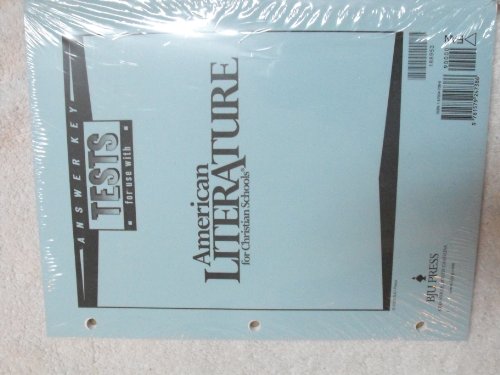 ANSWER KEY
TESTS
for use with
American
LITERATURE
for Christian Schools®
BJU PRESS